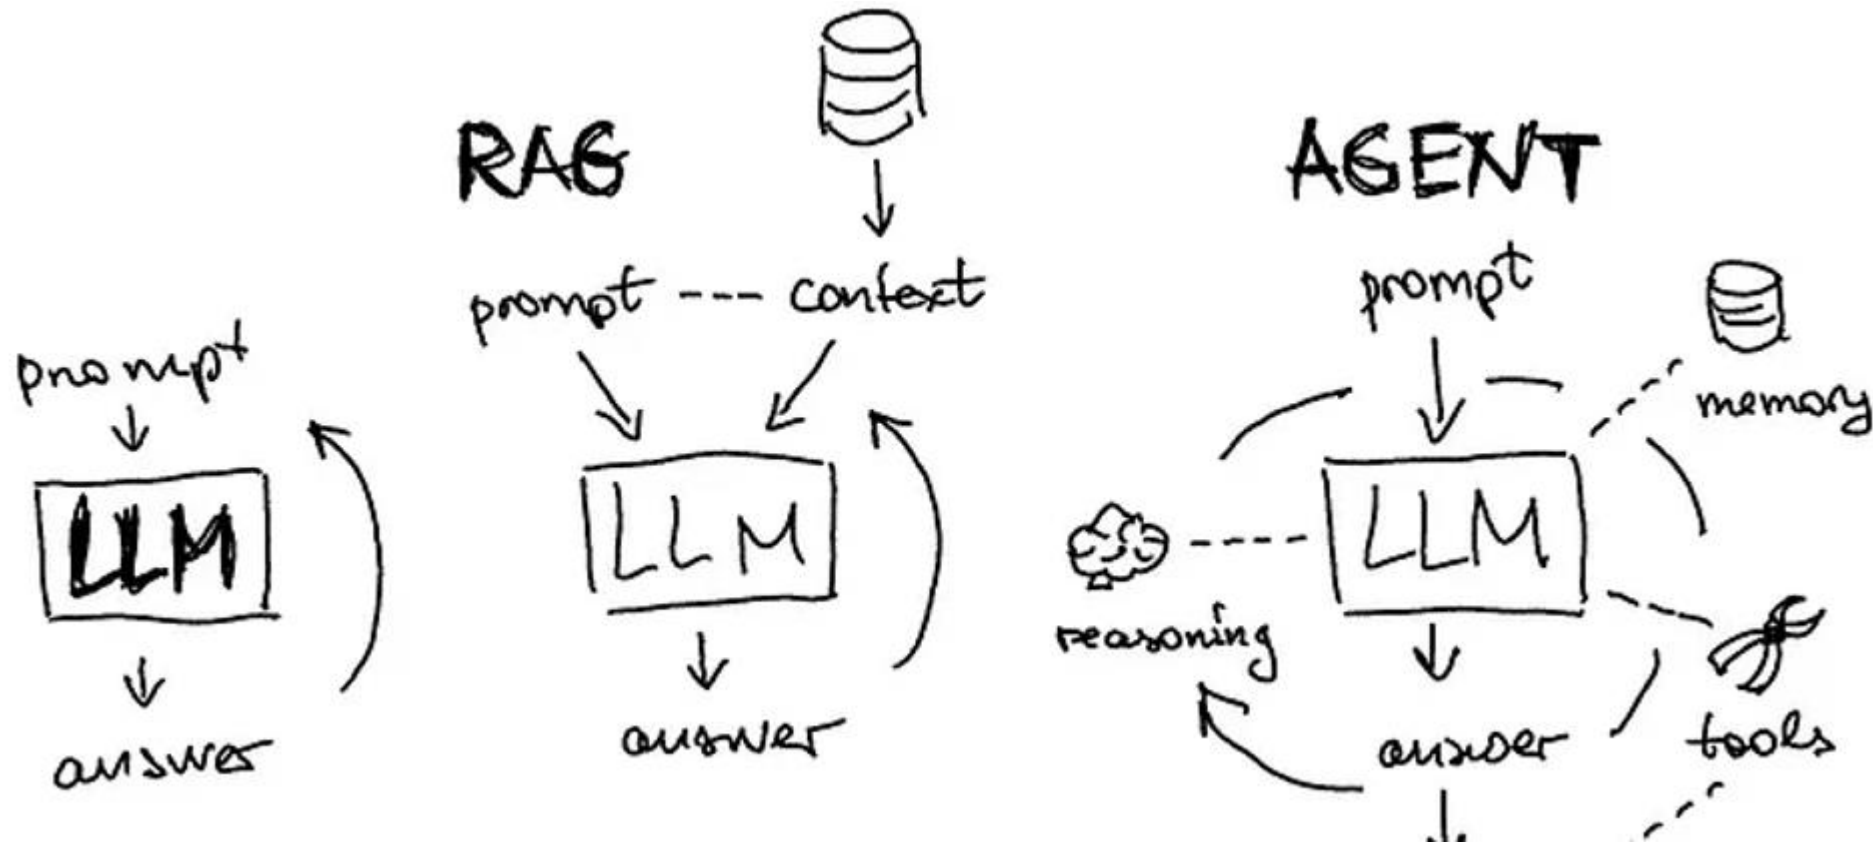 prompt
LLM
answer
RAG
prompt --- context
LLM
answer
AGENT
prompt
memory
LLM
reasoning
answer
tools